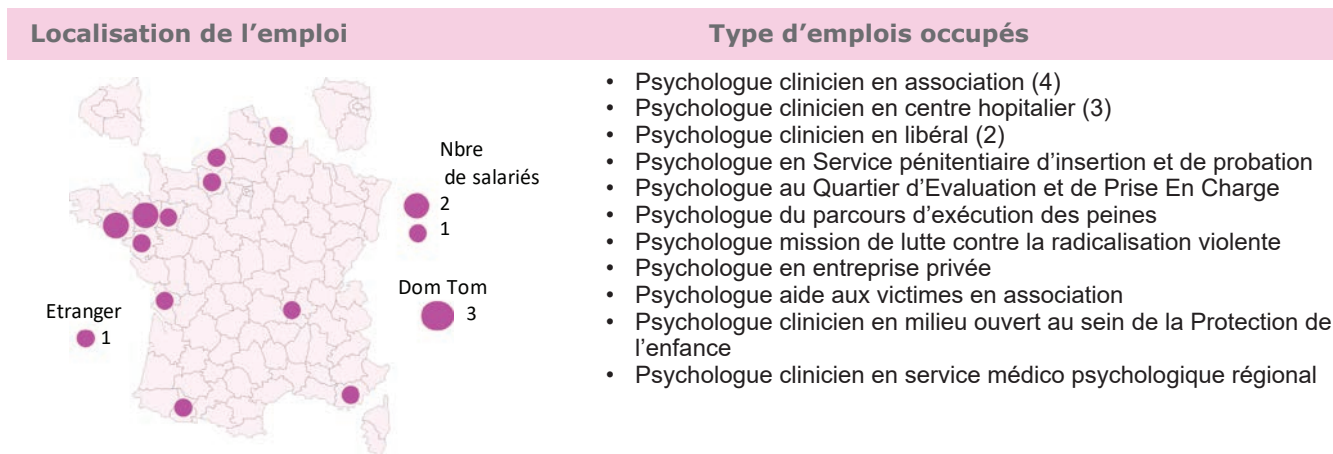 Localisation de l’emploi
Type d’emplois occupés
Nbre
de salariés
2
1
Dom Tom
3
Etranger
1
• Psychologue clinicien en association (4)
• Psychologue clinicien en centre hopitalier (3)
• Psychologue clinicien en libéral (2)
• Psychologue en Service pénitentiaire d’insertion et de probation
• Psychologue au Quartier d’Evaluation et de Prise En Charge
• Psychologue du parcours d’exécution des peines
• Psychologue mission de lutte contre la radicalisation violente
• Psychologue en entreprise privée
• Psychologue aide aux victimes en association
• Psychologue clinicien en milieu ouvert au sein de la Protection de
l’enfance
• Psychologue clinicien en service médico psychologique régional